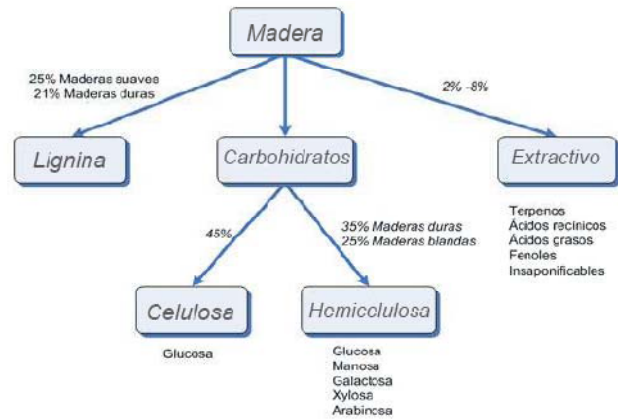 Madera
25% Maderas suaves
21% Maderas duras
2% -8%
Lignina
Carbohidratos
Extractivo
Terpenos
Ácidos recínicos
Ácidos grasos
Fenoles
Insaponificables
45%
35% Maderas duras
25% Maderas blandas
Celulosa
Hemicelulosa
Glucosa
Glucosa
Manosa
Galactosa
Xylosa
Arabinosa